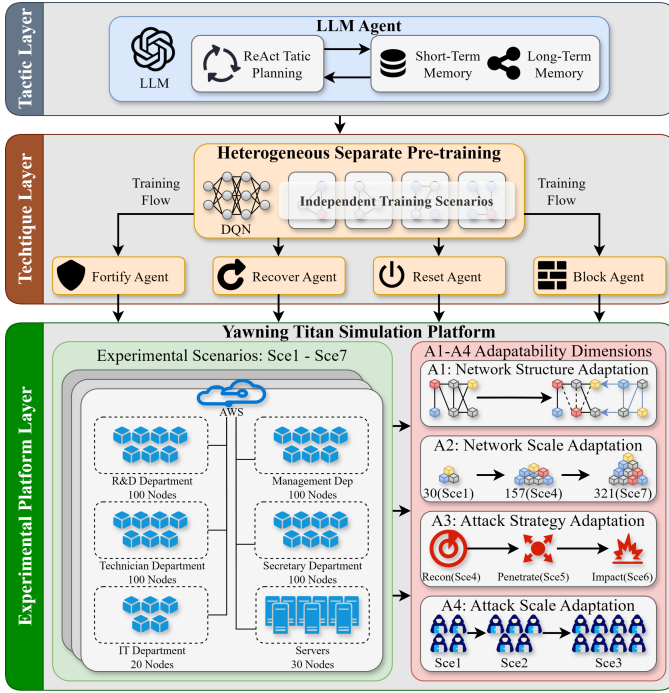 Tactic Layer
LLM Agent
LLM
ReAct Tatic
Planning
Short-Term
Memory
Long-Term
Memory
Techtique Layer
Heterogeneous Separate Pre-training
Training
Flow
DQN
Independent Training Scenarios
Training
Flow
Fortify Agent
Recover Agent
Reset Agent
Block Agent
Experimental Platform Layer
Yawning Titan Simulation Platform
Experimental Scenarios: Sce1 - Sce7
AWS
R&D Department
100 Nodes
Management Dep
100 Nodes
Technician Department
100 Nodes
Secretary Department
100 Nodes
IT Department
20 Nodes
Servers
30 Nodes
A1-A4 Adapatability Dimensions
A1: Network Structure Adaptation
A2: Network Scale Adaptation
30(Sce1) 157(Sce4) 321(Sce7)
A3: Attack Strategy Adaptation
Recon(Sce4) Penetrate(Sce5) Impact(Sce6)
A4: Attack Scale Adaptation
Sce1 Sce2 Sce3